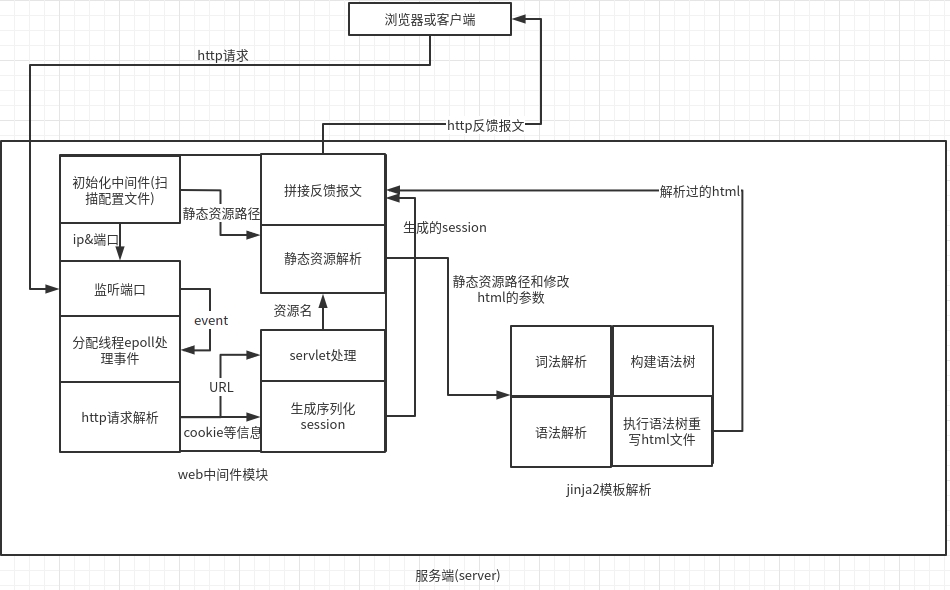 浏览器或客户端
http请求
http反馈报文
初始化中间件(扫
描配置文件)
拼接反馈报文
解析过的html
静态资源路径
生成的session
ip&端口
静态资源解析
监听端口
静态资源路径和修改
html的参数
资源名
event
分配线程epoll处
理事件
servlet处理
词法解析
构建语法树
URL
http请求解析
生成序列化
session
cookie等信息
语法解析
执行语法树重
写html文件
web中间件模块
jinja2模板解析
服务端(server)